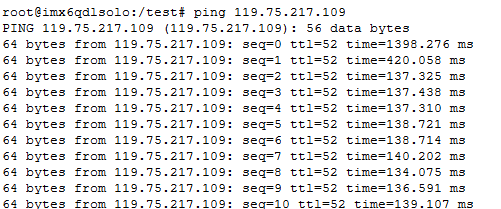 root@imx6qdlsolo:/test# ping 119.75.217.109
PING 119.75.217.109 (119.75.217.109): 56 data bytes
64 bytes from 119.75.217.109: seq=0 ttl=52 time=1398.276 ms
64 bytes from 119.75.217.109: seq=1 ttl=52 time=420.058 ms
64 bytes from 119.75.217.109: seq=2 ttl=52 time=137.325 ms
64 bytes from 119.75.217.109: seq=3 ttl=52 time=137.438 ms
64 bytes from 119.75.217.109: seq=4 ttl=52 time=137.310 ms
64 bytes from 119.75.217.109: seq=5 ttl=52 time=138.721 ms
64 bytes from 119.75.217.109: seq=6 ttl=52 time=138.714 ms
64 bytes from 119.75.217.109: seq=7 ttl=52 time=140.202 ms
64 bytes from 119.75.217.109: seq=8 ttl=52 time=134.075 ms
64 bytes from 119.75.217.109: seq=9 ttl=52 time=136.591 ms
64 bytes from 119.75.217.109: seq=10 ttl=52 time=139.107 ms